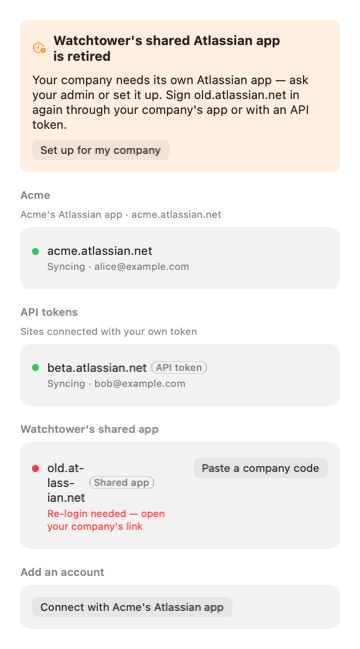 Watchtower's shared Atlassian app
is retired
Your company needs its own Atlassian app — ask
your admin or set it up. Sign old.atlassian.net in
again through your company's app or with an API
token.
Set up for my company
Acme
Acme's Atlassian app · acme.atlassian.net
acme.atlassian.net
Syncing · alice@example.com
API tokens
Sites connected with your own token
beta.atlassian.net API token
Syncing · bob@example.com
Watchtower's shared app
old.at-
lass-
ian.net
Shared app
Paste a company code
Re-login needed — open
your company's link
Add an account
Connect with Acme's Atlassian app